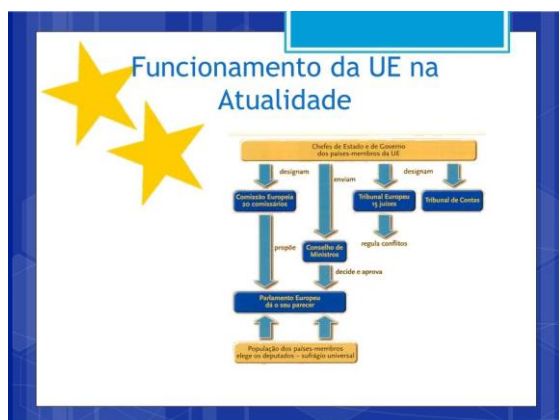 Funcionamento da UE na
Atualidade
Chefes de Estado e de Governo
dos países-membros da UE
designam
enviam
designam
Comissão Europeia
20 comissários
Tribunal Europeu
15 juízes
Tribunal de Contas
propõe
Conselho de
Ministros
regula conflitos
decide e aprova
Parlamento Europeu
dá o seu parecer
População dos países-membros
elege os deputados – sufrágio universal